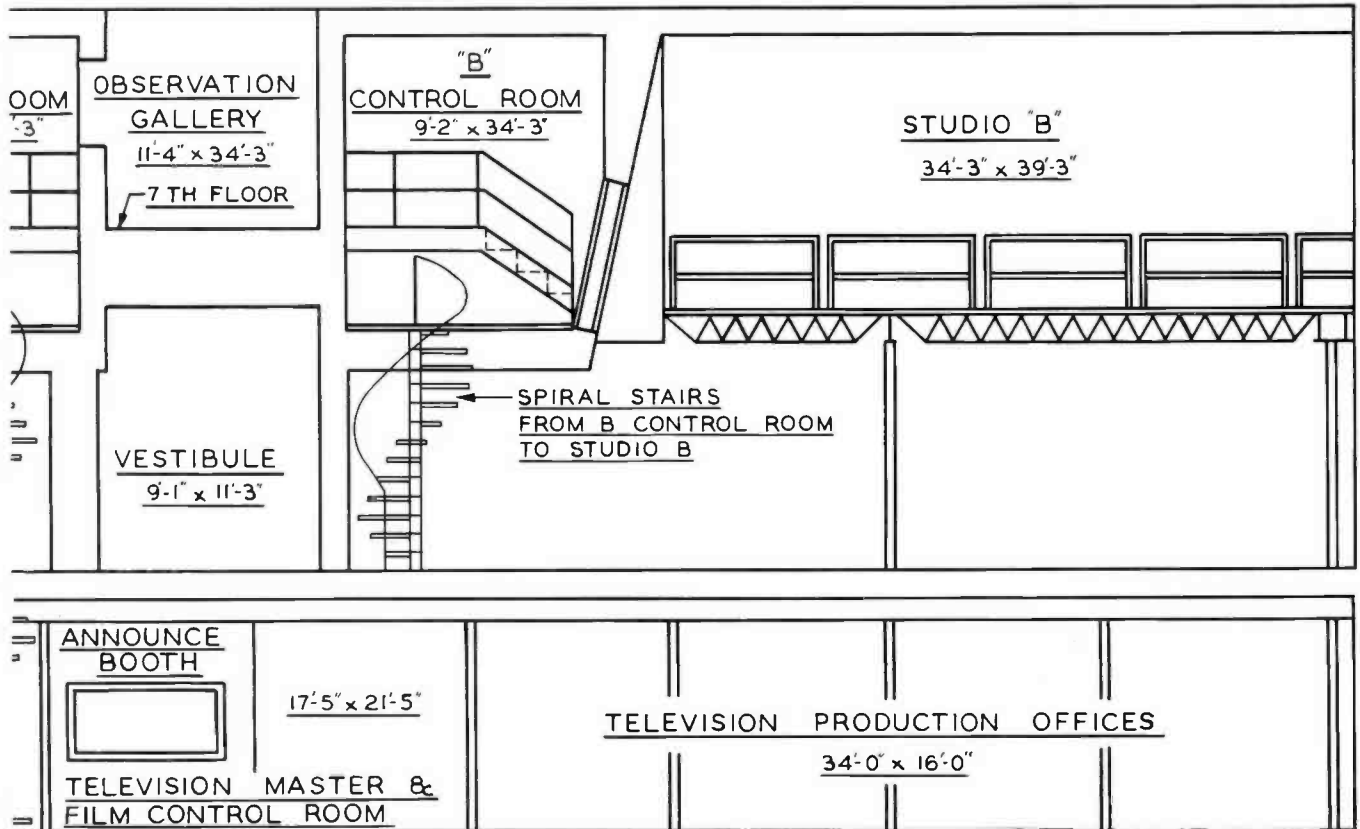 OOM
'-3"
OBSERVATION
GALLERY
11'-4" x 34'-3"
7 TH FLOOR
"B"
CONTROL ROOM
9'-2" x 34'-3"
STUDIO "B"
34'-3" x 39'-3"
SPIRAL STAIRS
FROM B CONTROL ROOM
TO STUDIO B
VESTIBULE
9'-1" x 11'-3"
ANNOUNCE
BOOTH
17'-5" x 21'-5"
TELEVISION MASTER &
FILM CONTROL ROOM
TELEVISION PRODUCTION OFFICES
34'-0" x 16'-0"